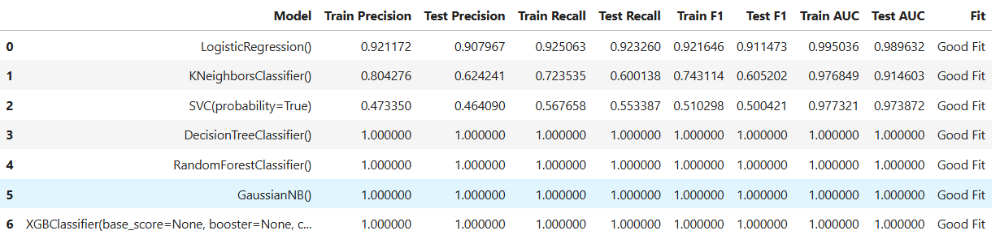 Model Train Precision Test Precision Train Recall Test Recall Train F1 Test F1 Train AUC Test AUC Fit
0 LogisticRegression() 0.921172 0.907967 0.925063 0.923260 0.921646 0.911473 0.995036 0.989632 Good Fit
1 KNeighborsClassifier() 0.804276 0.624241 0.723535 0.600138 0.743114 0.605202 0.976849 0.914603 Good Fit
2 SVC(probability=True) 0.473350 0.464090 0.567658 0.553387 0.510298 0.500421 0.977321 0.973872 Good Fit
3 DecisionTreeClassifier() 1.000000 1.000000 1.000000 1.000000 1.000000 1.000000 1.000000 1.000000 Good Fit
4 RandomForestClassifier() 1.000000 1.000000 1.000000 1.000000 1.000000 1.000000 1.000000 1.000000 Good Fit
5 GaussianNB() 1.000000 1.000000 1.000000 1.000000 1.000000 1.000000 1.000000 1.000000 Good Fit
6 XGBClassifier(base_score=None, booster=None, c... 1.000000 1.000000 1.000000 1.000000 1.000000 1.000000 1.000000 1.000000 Good Fit